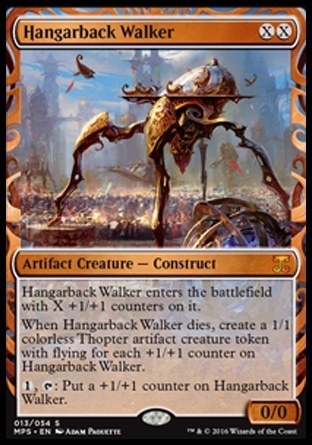 Hangarback Walker XX
Artifact Creature — Construct
Hangarback Walker enters the battlefield
with X +1/+1 counters on it.
When Hangarback Walker dies, create a 1/1
colorless Thopter artifact creature token
with flying for each +1/+1 counter on
Hangarback Walker.
1, T: Put a +1/+1 counter on Hangarback
Walker.
0/0
013/054 S
MPS • EN ADAM PAQUETTE ™ & © 2016 Wizards of the Coast